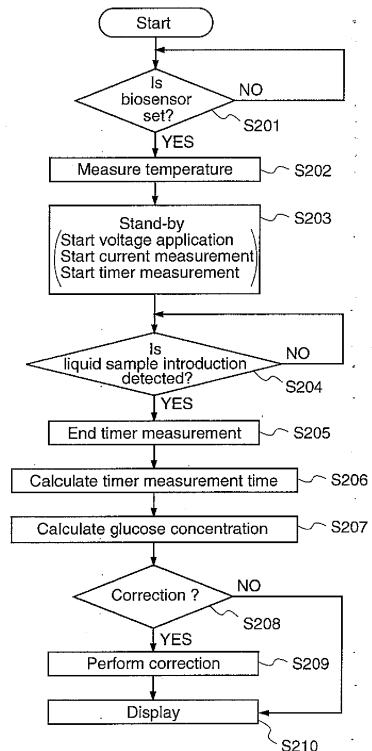 Start
Is
biosensor
set?
NO
S201
YES
Measure temperature
S202
Stand-by
(Start voltage application
Start current measurement
Start timer measurement)
S203
Is
liquid sample introduction
detected?
NO
S204
YES
End timer measurement
S205
Calculate timer measurement time
S206
Calculate glucose concentration
S207
Correction ?
NO
S208
YES
Perform correction
S209
Display
S210